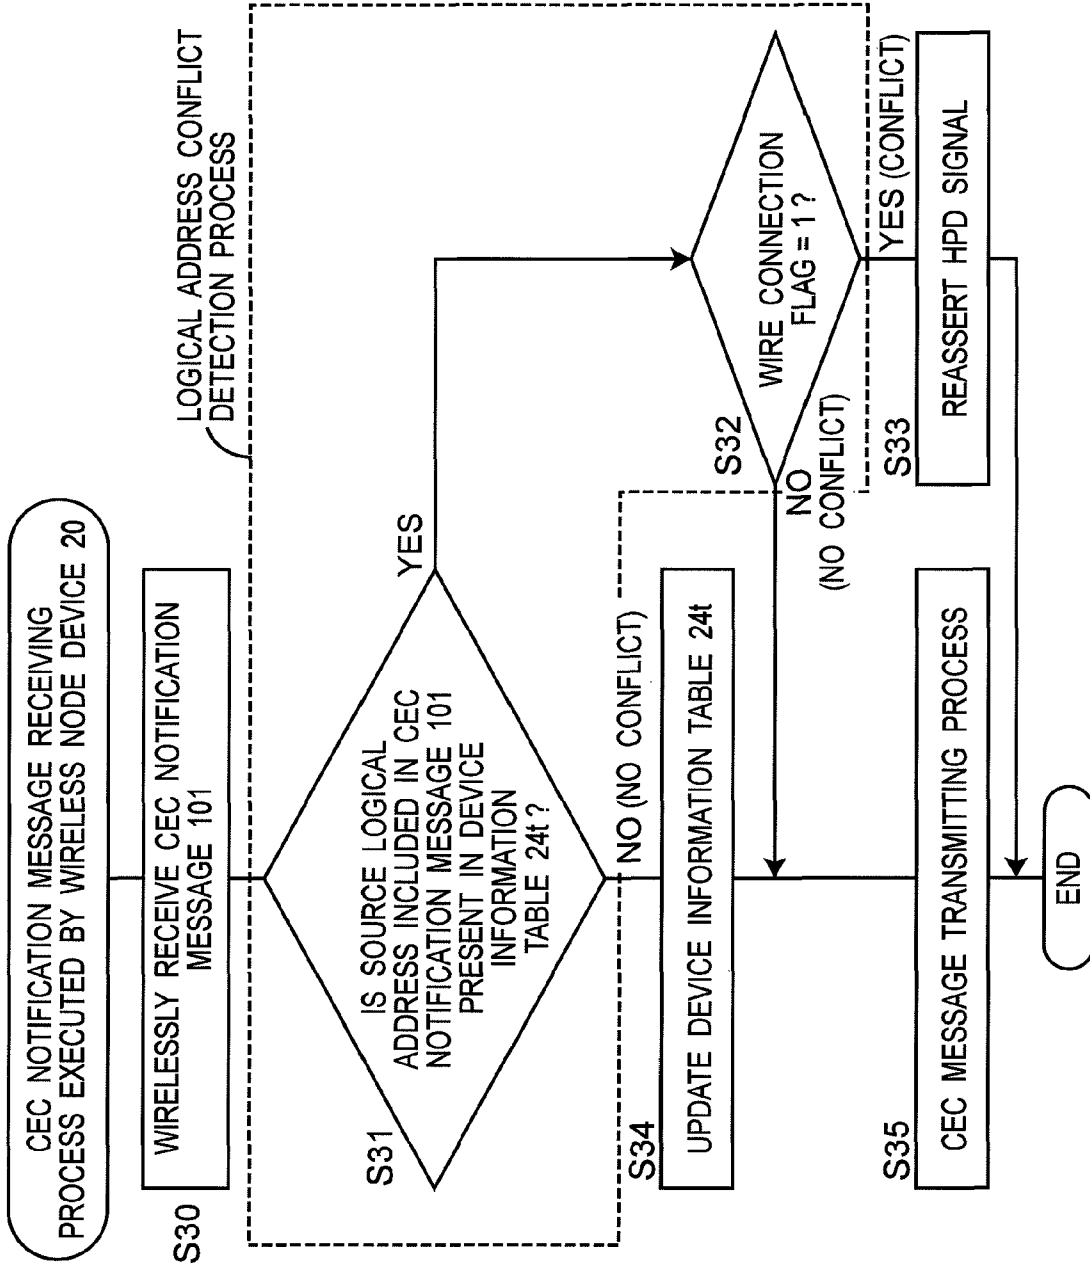 CEC NOTIFICATION MESSAGE RECEIVING
PROCESS EXECUTED BY WIRELESS NODE DEVICE 20
S30
WIRELESSLY RECEIVE CEC NOTIFICATION
MESSAGE 101
LOGICAL ADDRESS CONFLICT
DETECTION PROCESS
S31
IS SOURCE LOGICAL
ADDRESS INCLUDED IN CEC
NOTIFICATION MESSAGE 101
PRESENT IN DEVICE
INFORMATION
TABLE 24t ?
YES
NO (NO CONFLICT)
S32
WIRE CONNECTION
FLAG = 1 ?
NO
(NO CONFLICT)
YES (CONFLICT)
S34
UPDATE DEVICE INFORMATION TABLE 24t
S33
REASSERT HPD SIGNAL
S35
CEC MESSAGE TRANSMITTING PROCESS
END